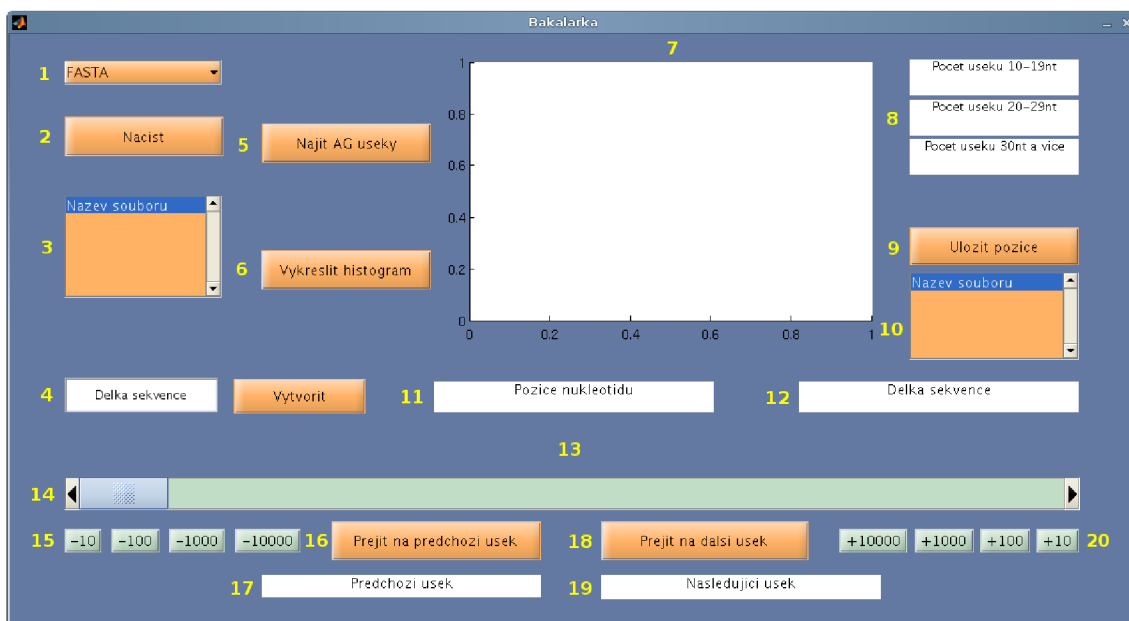 Bakalarka
7
1
FASTA
1
Pocet useku 10-19nt
0.8
8
Pocet useku 20-29nt
2
Nacist
5
Najit AG useky
Pocet useku 30nt a vice
0.6
3
Nazev souboru
0.4
9
Ulozit pozice
6
Vykreslit histogram
0.2
Nazev souboru
0
10
0
0.2
0.4
0.6
0.8
1
4
Delka sekvence
Vytvorit
11
Pozice nukleotidu
12
Delka sekvence
13
14
15
-10
-100
-1000
-10000
16
Prejit na predchozi usek
18
Prejit na dalsi usek
+10000
+1000
+100
+10
20
17
Predchozi usek
19
Nasledujici usek